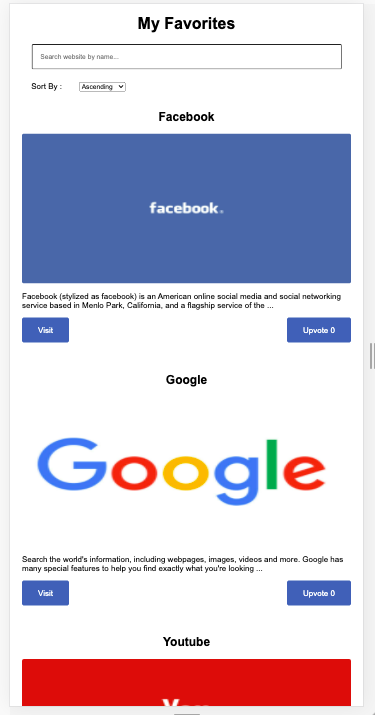 My Favorites
Search website by name...
Sort By :
Ascending
Facebook
facebook.
Facebook (stylized as facebook) is an American online social media and social networking
service based in Menlo Park, California, and a flagship service of the ...
Visit
Upvote 0
Google
Google
Search the world's information, including webpages, images, videos and more. Google has
many special features to help you find exactly what you're looking ...
Visit
Upvote 0
Youtube
You